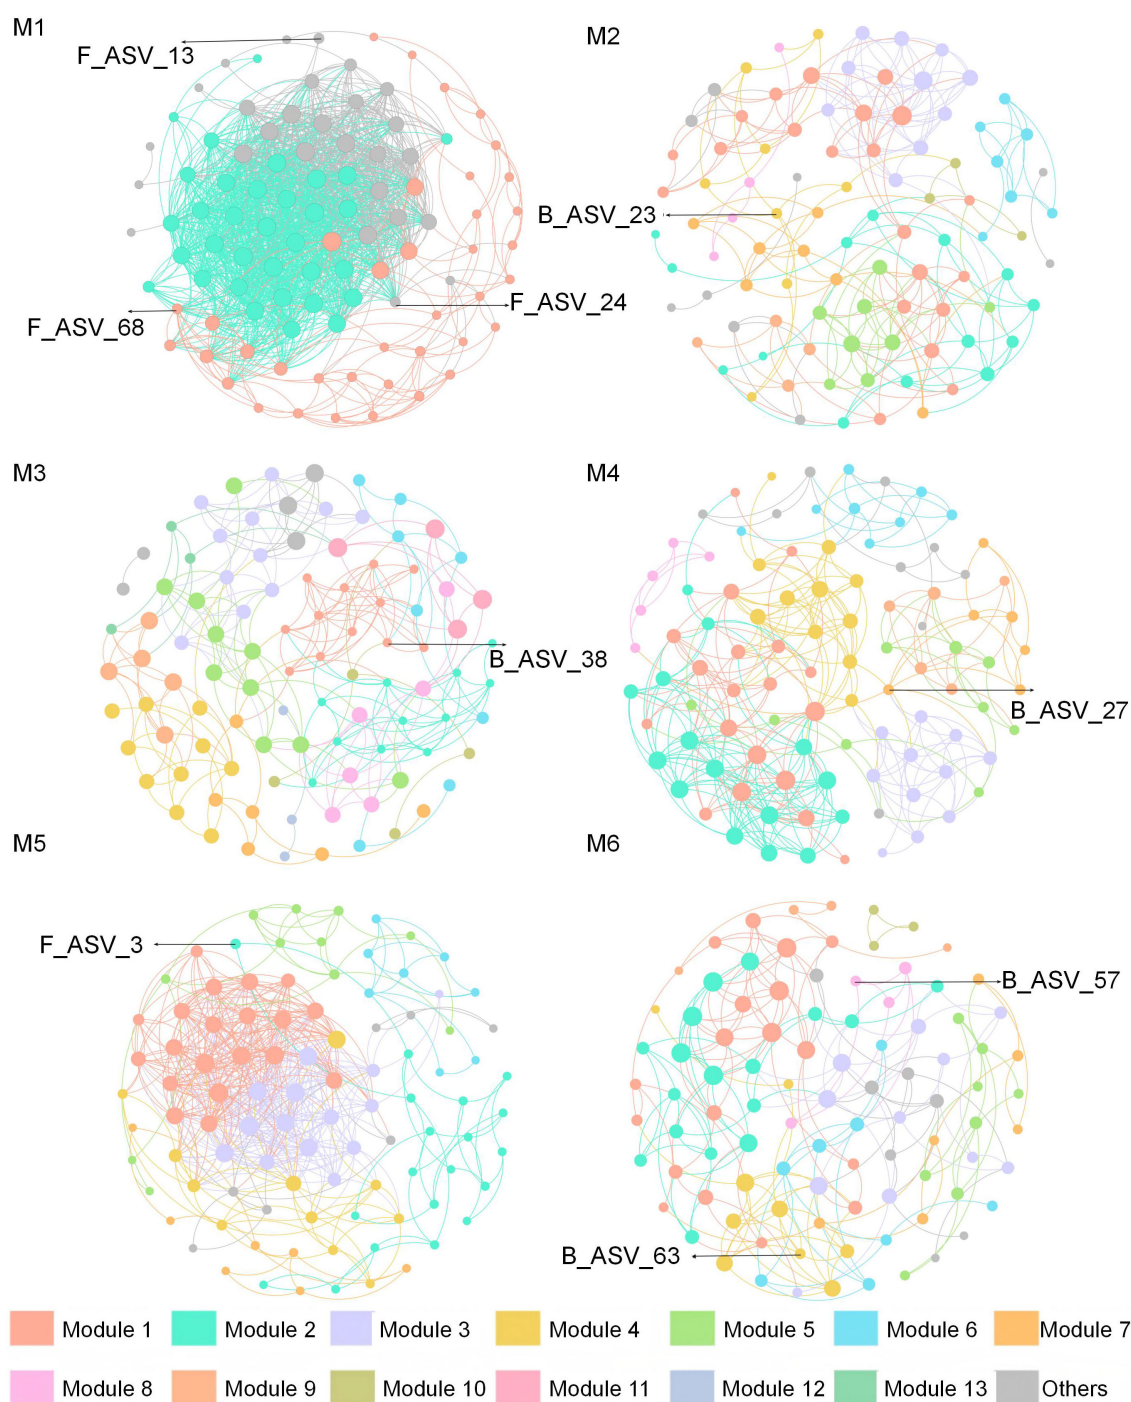 M1
F_ASV_13
F_ASV_68
F_ASV_24
M2
B_ASV_23
M3
B_ASV_38
M4
B_ASV_27
M5
F_ASV_3
M6
B_ASV_57
B_ASV_63
Module 1 Module 2 Module 3 Module 4 Module 5 Module 6 Module 7
Module 8 Module 9 Module 10 Module 11 Module 12 Module 13 Others